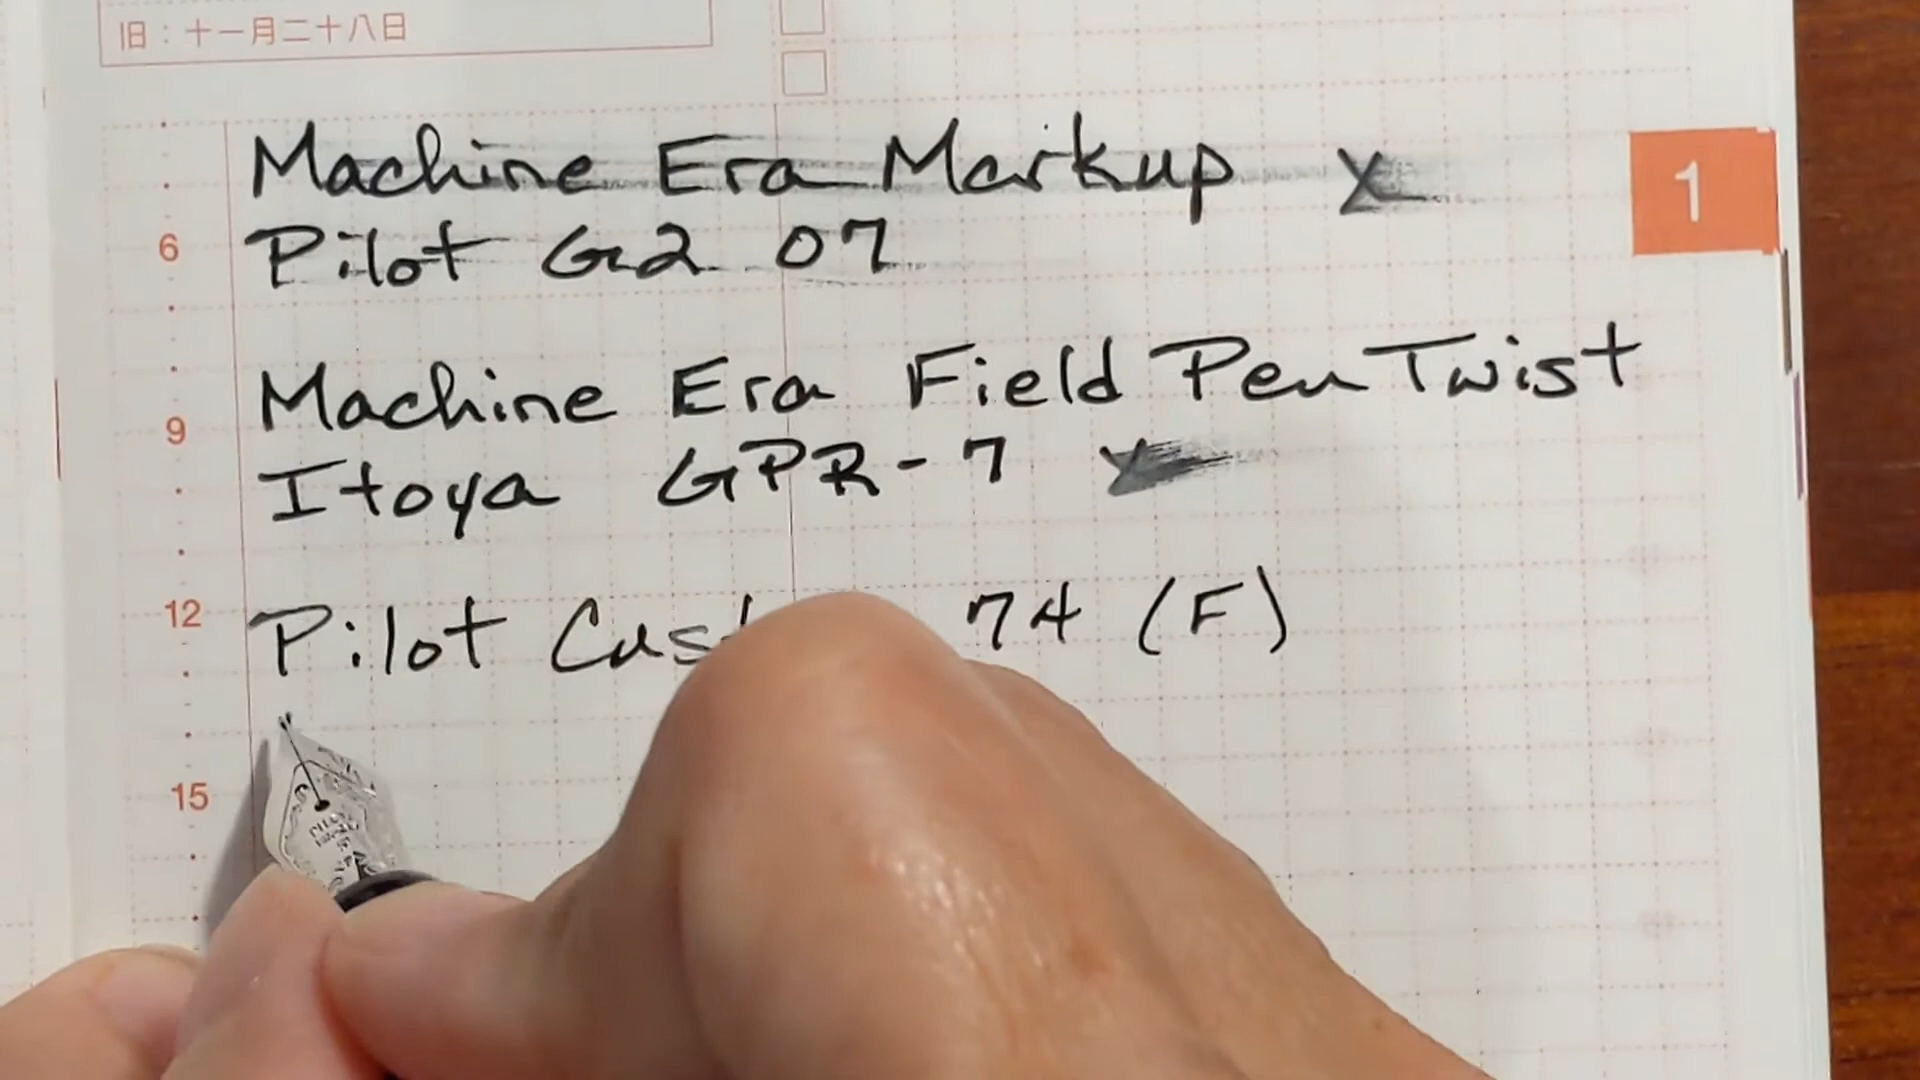 旧：十一月二十八日
Machine Era Markup x
Pilot G2 07
1
6
Machine Era Field Pen Twist
9
Itoya GPR-7 x
12
Pilot 74 (F)
15
PILOT